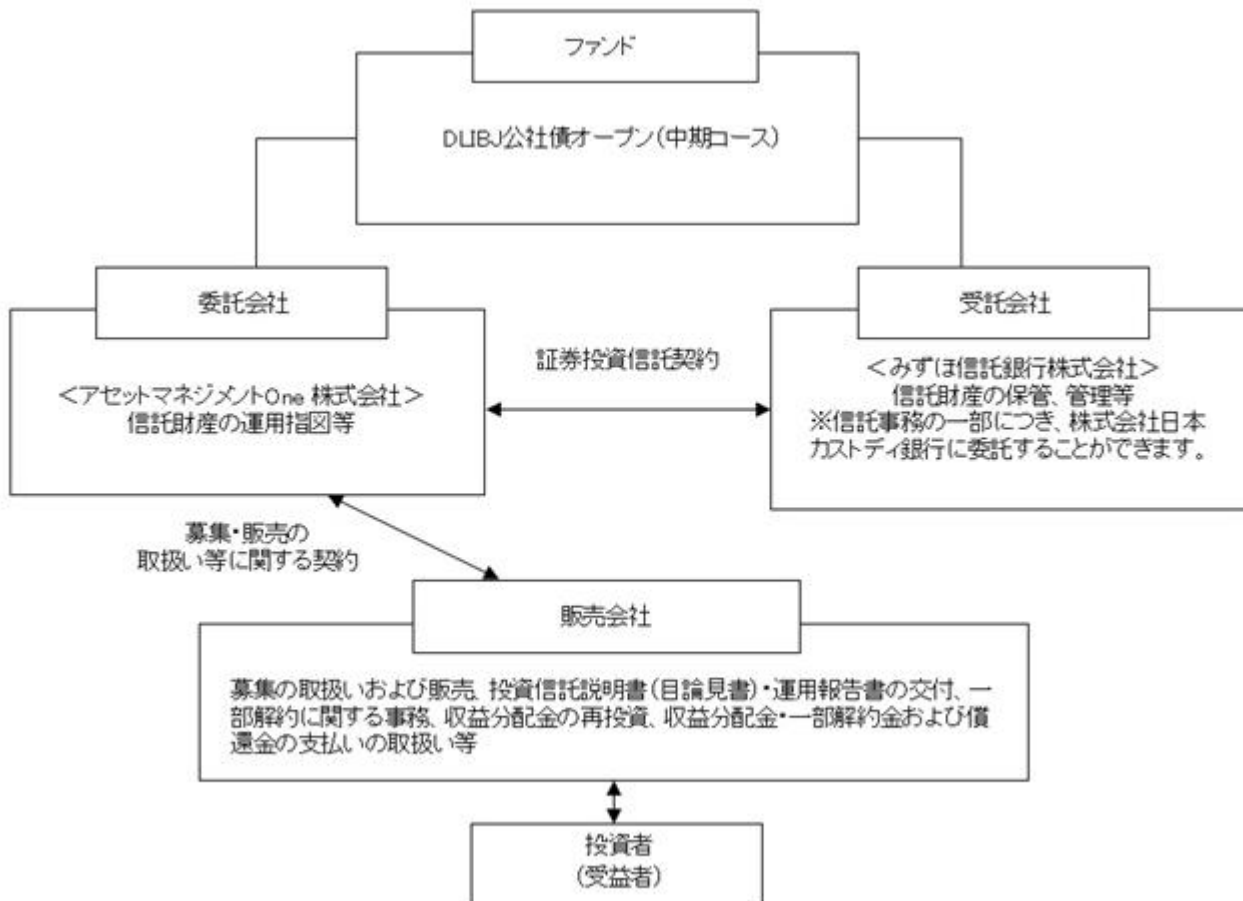 ファンド
DLIBJ公社債オープン（中期コース）
委託会社
受託会社
＜アセットマネジメントOne 株式会社＞
信託財産の運用指図等
証券投資信託契約
＜みずほ信託銀行株式会社＞
信託財産の保管、管理等
※信託事務の一部につき、株式会社日本
カストディ銀行に委託することができます。
募集・販売の
取扱い等に関する契約
販売会社
募集の取扱いおよび販売、投資信託説明書（目論見書）・運用報告書の交付、一
部解約に関する事務、収益分配金の再投資、収益分配金・一部解約金および償
還金の支払いの取扱い等
投資者
（受益者）